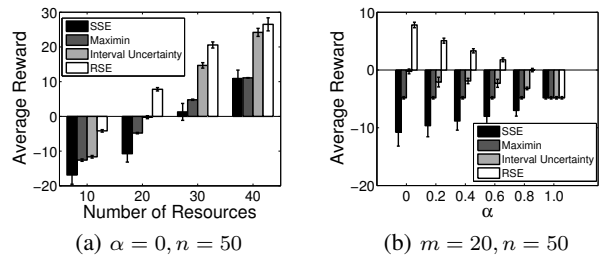 30
20
10
0
−10
−20
Average Reward
SSE
Maximin
Interval Uncertainty
RSE
10 20 30 40
Number of Resources
(a) α = 0, n = 50
10
0
−10
−20
Average Reward
SSE
Maximin
Interval Uncertainty
RSE
0 0.2 0.4 0.6 0.8 1.0
α
(b) m = 20, n = 50